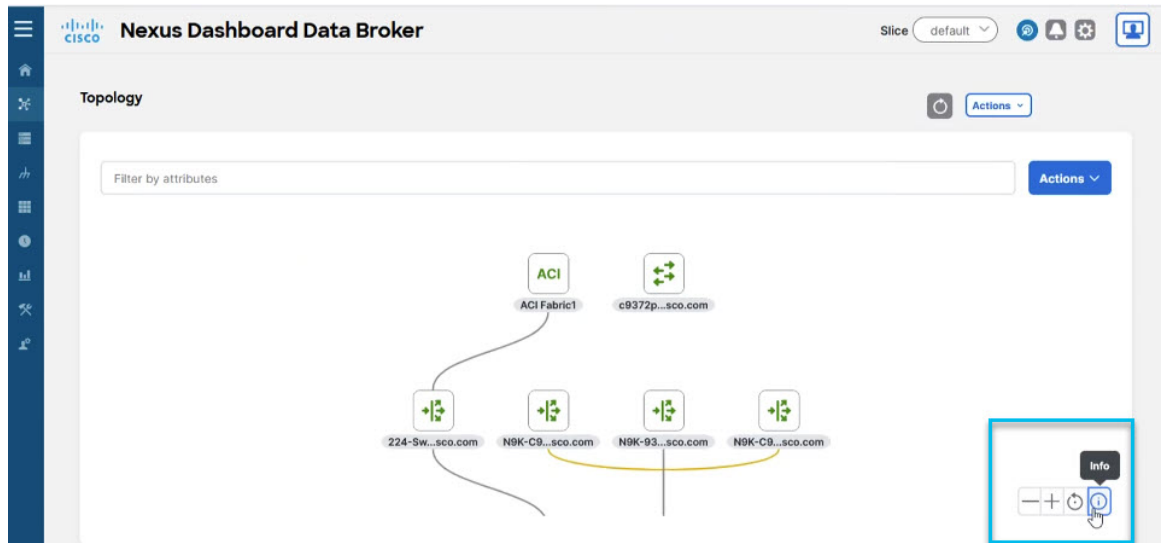 CISCO Nexus Dashboard Data Broker Slice default
Topology Actions
Filter by attributes Actions
ACI
ACI Fabric1 c9372p...sco.com
224-Sw...sco.com N9K-C9...sco.com N9K-93...sco.com N9K-C9...sco.com
Info